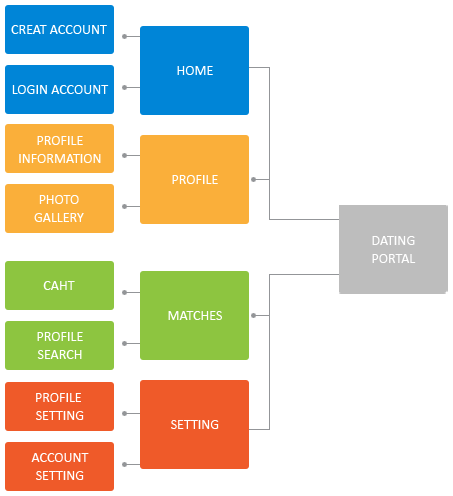 CREAT ACCOUNT
LOGIN ACCOUNT
HOME
PROFILE
INFORMATION
PHOTO
GALLERY
PROFILE
CAHT
PROFILE
SEARCH
MATCHES
PROFILE
SETTING
ACCOUNT
SETTING
SETTING
DATING
PORTAL